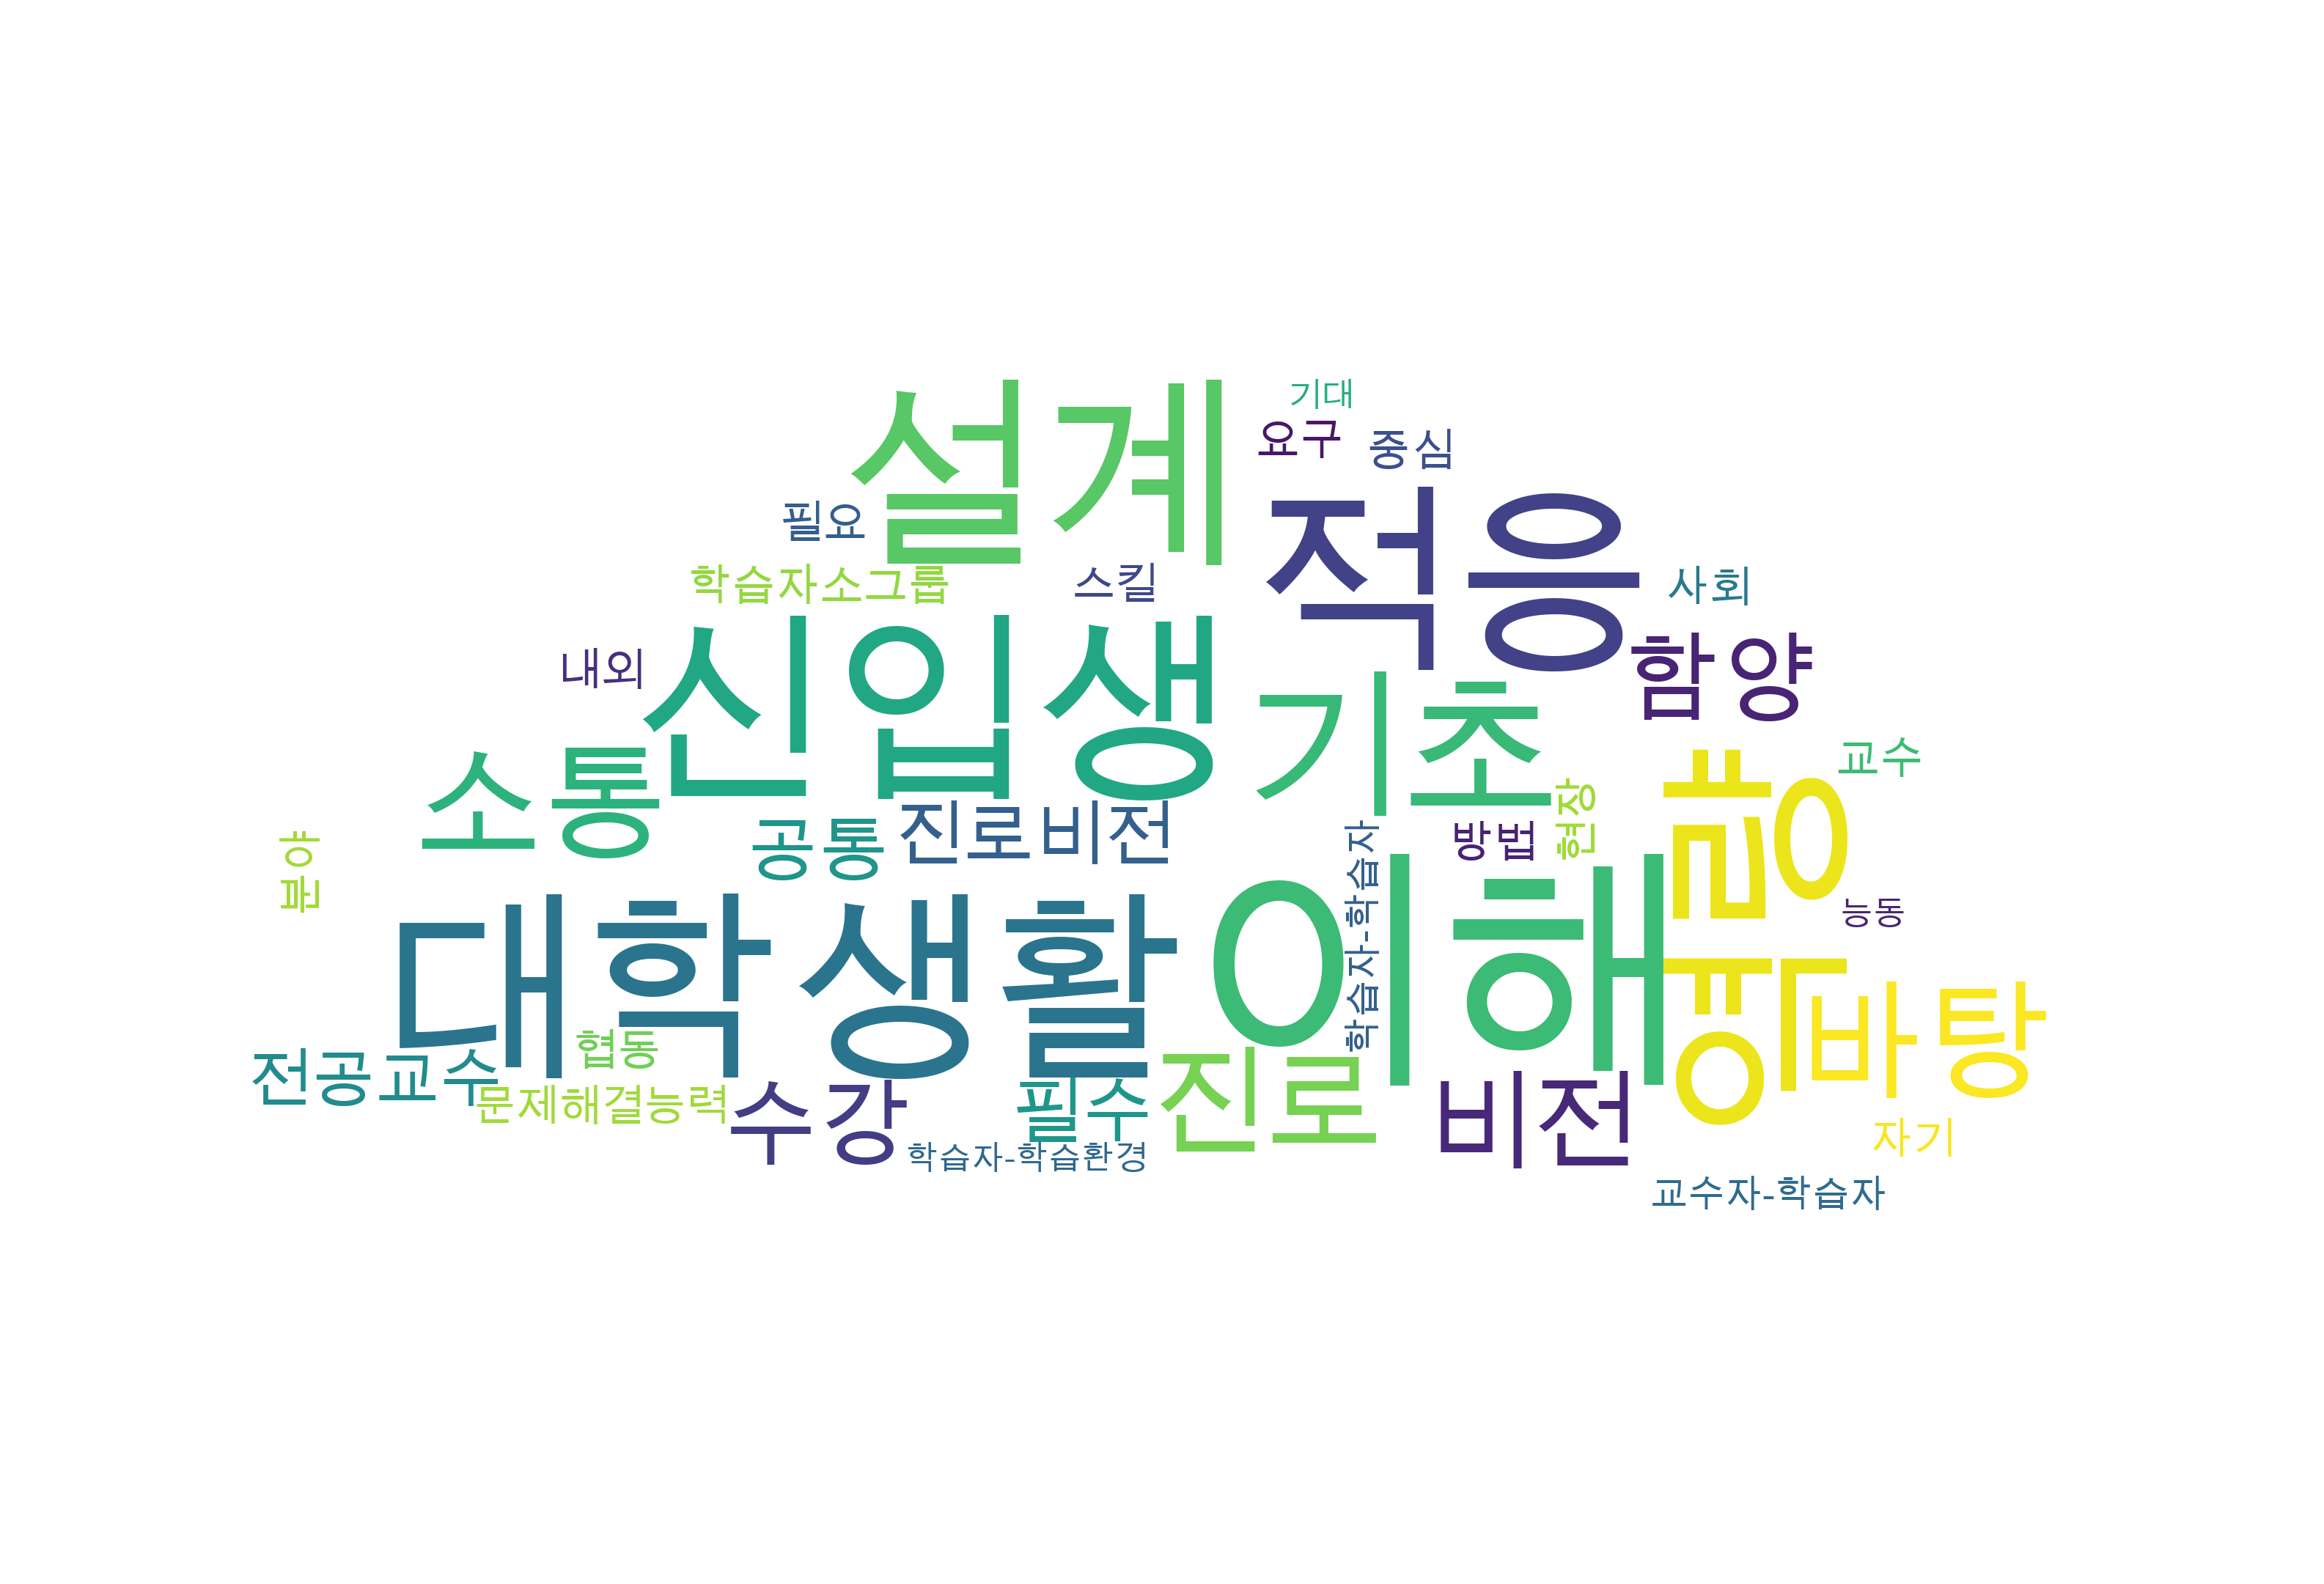 설계
기대
요구
중심
필요
적응
학습자소그룹
스킬
사회
내외
신입생
함양
기초
소통
교수
역량
현장
공통
진로비전
방법
학습자-학습자
분야
대학생활
이해
능동
바탕
전공교수
협동
문제해결능력
수강
필수
진로
비전
자기
학습자-학습환경
교수자-학습자